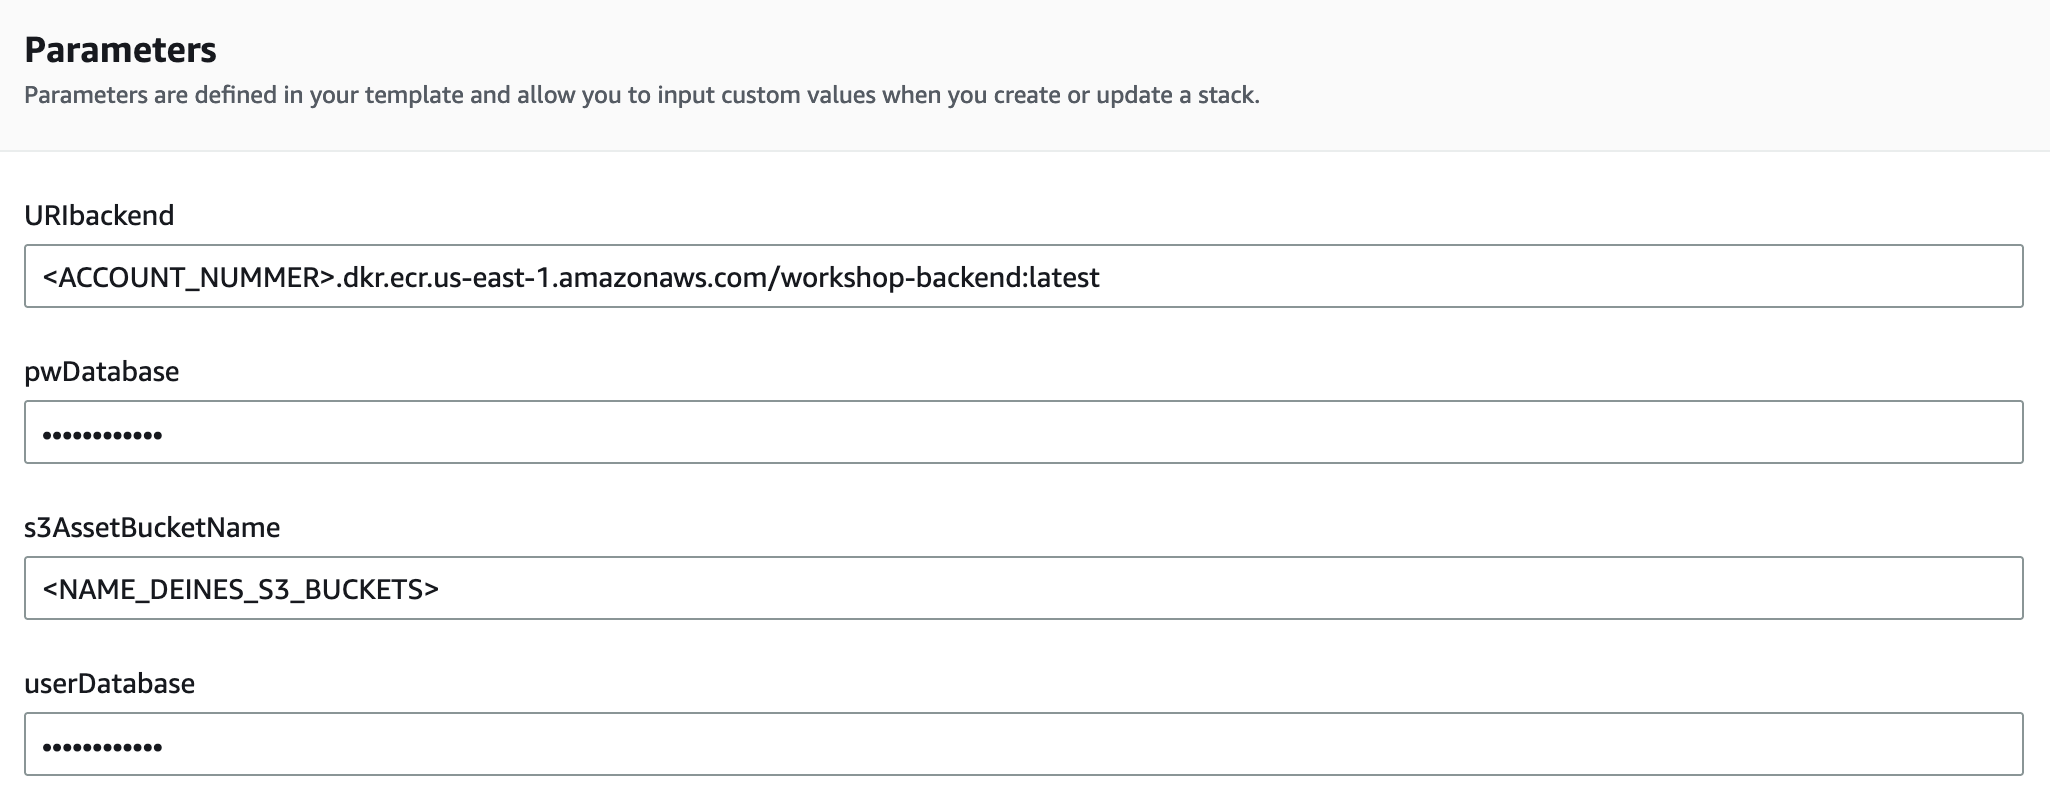 Parameters
Parameters are defined in your template and allow you to input custom values when you create or update a stack.
URIbackend
<ACCOUNT_NUMMER>.dkr.ecr.us-east-1.amazonaws.com/workshop-backend:latest
pwDatabase
••••••••••••
s3AssetBucketName
<NAME_DEINES_S3_BUCKETS>
userDatabase
••••••••••••